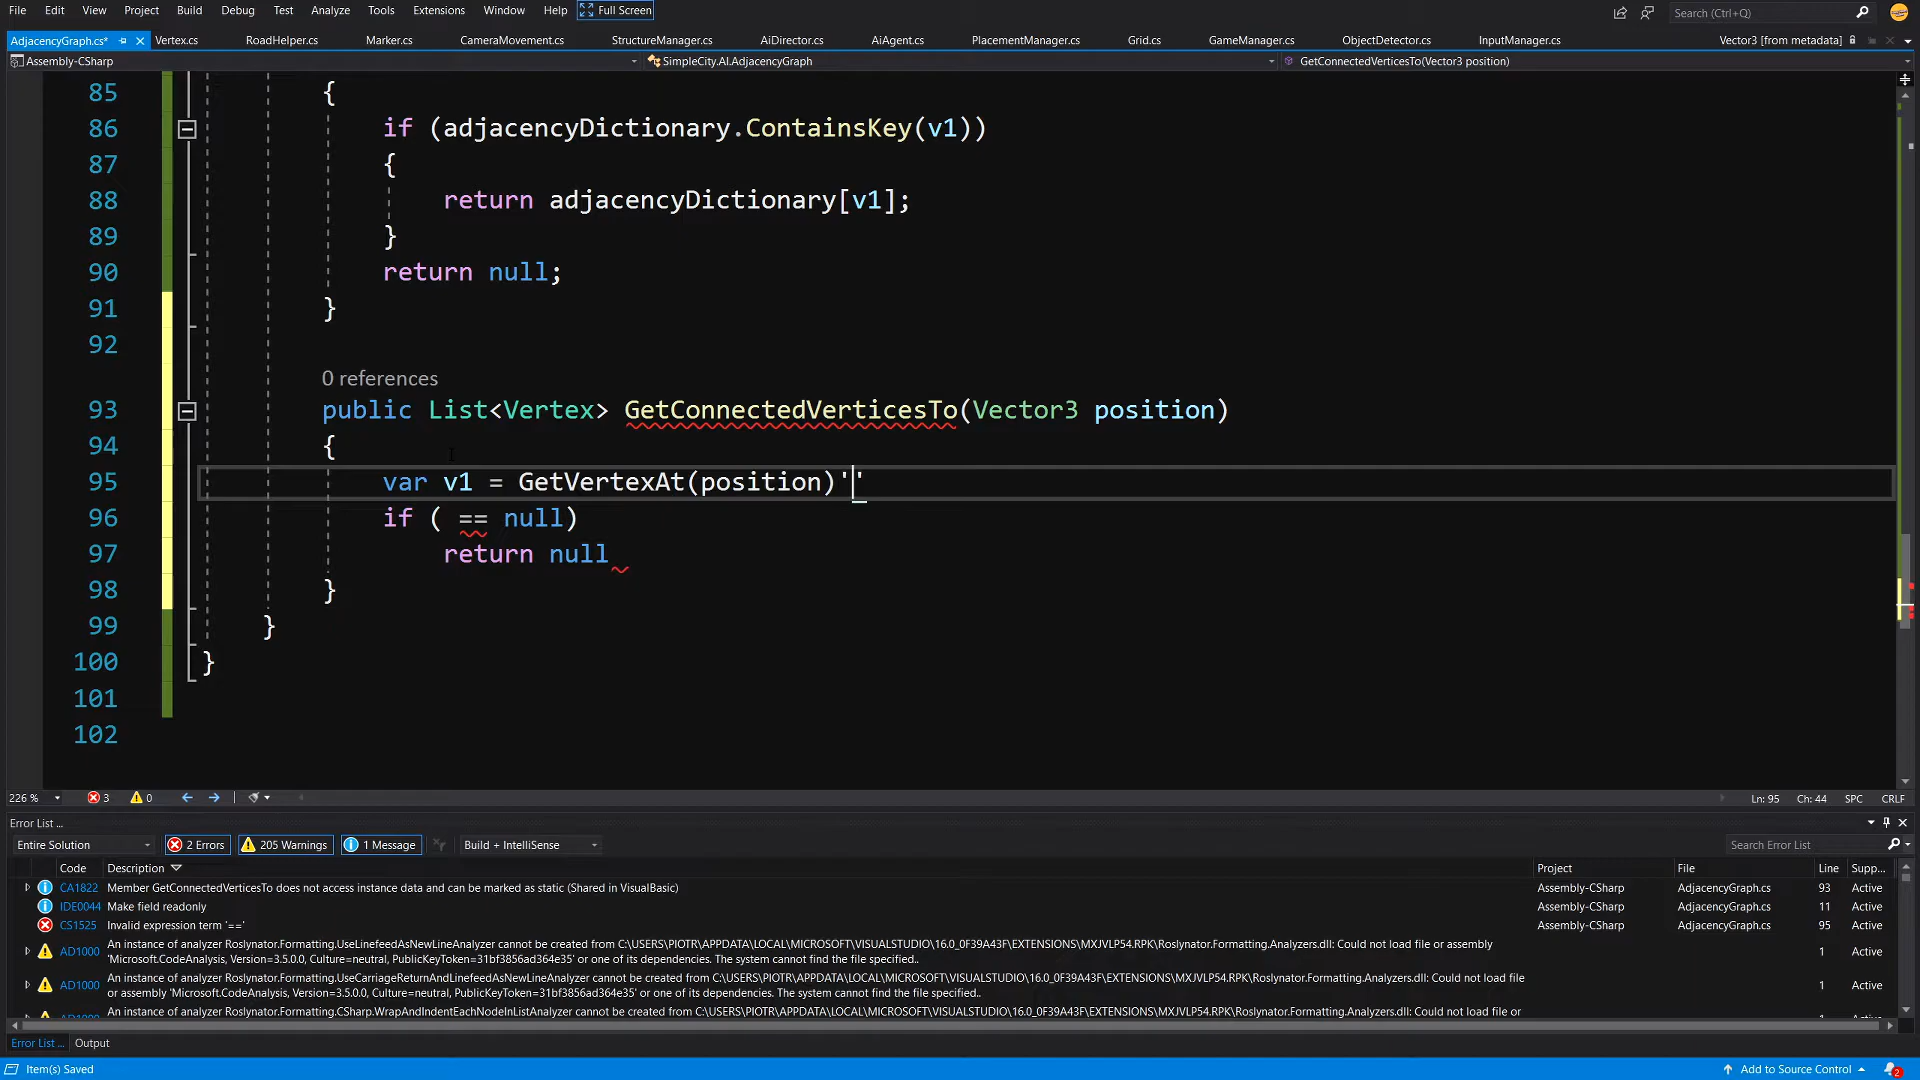 File Edit View Project Build Debug Test Analyze Tools Extensions Window Help Full Screen Search (Ctrl+Q)
AdjacencyGraph.cs* Vertex.cs RoadHelper.cs Marker.cs CameraMovement.cs StructureManager.cs AiDirector.cs AiAgent.cs PlacementManager.cs Grid.cs GameManager.cs ObjectDetector.cs InputManager.cs Vector3 [from metadata]
Assembly-CSharp SimpleCity.AI.AdjacencyGraph GetConnectedVerticesTo(Vector3 position)
85 {
86 if (adjacencyDictionary.ContainsKey(v1))
87 {
88 return adjacencyDictionary[v1];
89 }
90 return null;
91 }
92
0 references
93 public List<Vertex> GetConnectedVerticesTo(Vector3 position)
94 {
95 var v1 = GetVertexAt(position)''
96 if ( == null)
97 return null
98 }
99 }
100 }
101
102
226 % 3 0 Ln: 95 Ch: 44 SPC CRLF
Error List ...
Entire Solution 2 Errors 205 Warnings 1 Message Build + IntelliSense Search Error List
Code Description Project File Line Supp...
CA1822 Member GetConnectedVerticesTo does not access instance data and can be marked as static (Shared in VisualBasic) Assembly-CSharp AdjacencyGraph.cs 93 Active
IDE0044 Make field readonly Assembly-CSharp AdjacencyGraph.cs 11 Active
CS1525 Invalid expression term '==' Assembly-CSharp AdjacencyGraph.cs 95 Active
AD1000 An instance of analyzer Roslynator.Formatting.UseLinefeedAsNewLineAnalyzer cannot be created from C:\USERS\PIOTR\APPDATA\LOCAL\MICROSOFT\VISUALSTUDIO\16.0_0F39A43F\EXTENSIONS\MXJVLP54.RPK\Roslynator.Formatting.Analyzers.dll: Could not load file or assembly 1 Active
'Microsoft.CodeAnalysis, Version=3.5.0.0, Culture=neutral, PublicKeyToken=31bf3856ad364e35' or one of its dependencies. The system cannot find the file specified..
AD1000 An instance of analyzer Roslynator.Formatting.UseCarriageReturnAndLinefeedAsNewLineAnalyzer cannot be created from C:\USERS\PIOTR\APPDATA\LOCAL\MICROSOFT\VISUALSTUDIO\16.0_0F39A43F\EXTENSIONS\MXJVLP54.RPK\Roslynator.Formatting.Analyzers.dll: Could not load file 1 Active
or assembly 'Microsoft.CodeAnalysis, Version=3.5.0.0, Culture=neutral, PublicKeyToken=31bf3856ad364e35' or one of its dependencies. The system cannot find the file specified..
AD1000 An instance of analyzer Roslynator.Formatting.CSharp.WrapAndIndentEachNodeInListAnalyzer cannot be created from C:\USERS\PIOTR\APPDATA\LOCAL\MICROSOFT\VISUALSTUDIO\16.0_0F39A43F\EXTENSIONS\MXJVLP54.RPK\Roslynator.Formatting.Analyzers.dll: Could not load file or
Error List ... Output
Item(s) Saved Add to Source Control 2